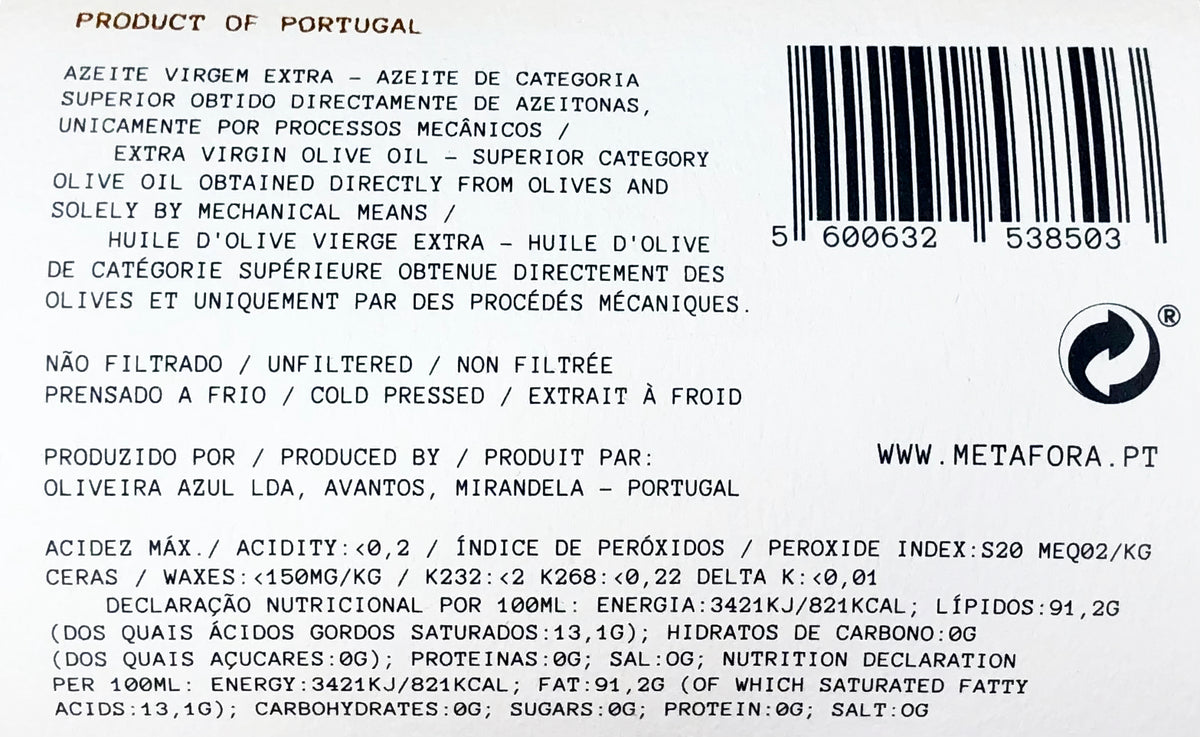 PRODUCT OF PORTUGAL
AZEITE VIRGEM EXTRA – AZEITE DE CATEGORIA
SUPERIOR OBTIDO DIRECTAMENTE DE AZEITONAS,
UNICAMENTE POR PROCESSOS MECÂNICOS /
EXTRA VIRGIN OLIVE OIL – SUPERIOR CATEGORY
OLIVE OIL OBTAINED DIRECTLY FROM OLIVES AND
SOLELY BY MECHANICAL MEANS /
HUILE D'OLIVE VIERGE EXTRA – HUILE D'OLIVE
DE CATÉGORIE SUPÉRIEURE OBTENUE DIRECTEMENT DES
OLIVES ET UNIQUEMENT PAR DES PROCÉDÉS MÉCANIQUES.
5 600632 538503
®
NÃO FILTRADO / UNFILTERED / NON FILTRÉE
PRENSADO A FRIO / COLD PRESSED / EXTRAIT À FROID
PRODUZIDO POR / PRODUCED BY / PRODUIT PAR:
OLIVEIRA AZUL LDA, AVANTOS, MIRANDELA – PORTUGAL
WWW.METAFORA.PT
ACIDEZ MÁX./ ACIDITY:<0,2 / ÍNDICE DE PERÓXIDOS / PEROXIDE INDEX:S20 MEQ02/KG
CERAS / WAXES:<150MG/KG / K232:<2 K268:<0,22 DELTA K:<0,01
DECLARAÇÃO NUTRICIONAL POR 100ML: ENERGIA:3421KJ/821KCAL; LÍPIDOS:91,2G
(DOS QUAIS ÁCIDOS GORDOS SATURADOS:13,1G); HIDRATOS DE CARBONO:0G
(DOS QUAIS AÇUCARES:0G); PROTEINAS:0G; SAL:OG; NUTRITION DECLARATION
PER 100ML: ENERGY:3421KJ/821KCAL; FAT:91,2G (OF WHICH SATURATED FATTY
ACIDS:13,1G); CARBOHYDRATES:0G; SUGARS:0G; PROTEIN:0G; SALT:OG